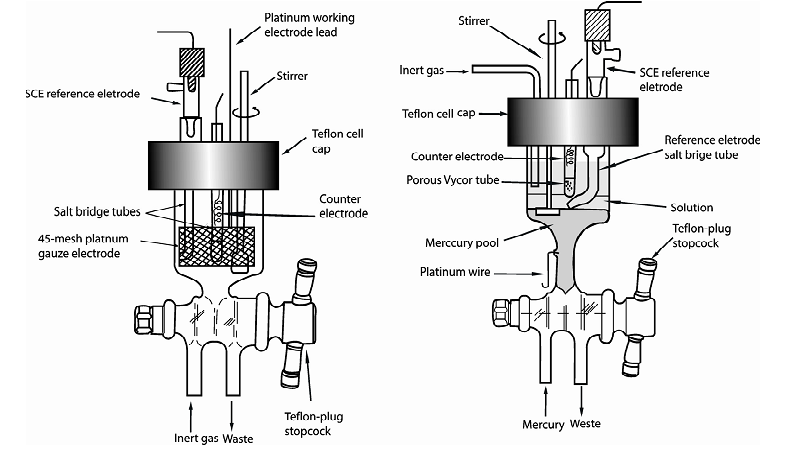 Platinum working
electrode lead
Stirrer
SCE reference eletrode
Teflon cell
cap
Salt bridge tubes
Counter
electrode
45-mesh platnum
gauze electrode
Teflon-plug
stopcock
Inert gas Waste
Stirrer
Inert gas
SCE reference
eletrode
Teflon cell cap
Counter electrode
Reference eletrode
salt brige tube
Porous Vycor tube
Solution
Merccury pool
Teflon-plug
stopcock
Platinum wire
Mercury Weste